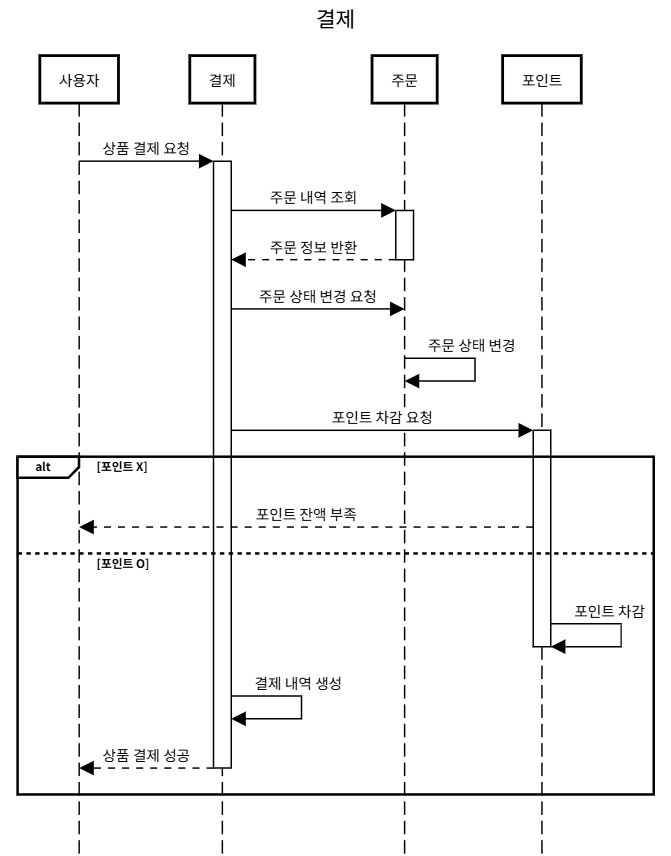 결제
사용자
결제
주문
포인트
상품 결제 요청
주문 내역 조회
주문 정보 반환
주문 상태 변경 요청
주문 상태 변경
포인트 차감 요청
alt
[포인트 X]
포인트 잔액 부족
[포인트 O]
포인트 차감
결제 내역 생성
상품 결제 성공